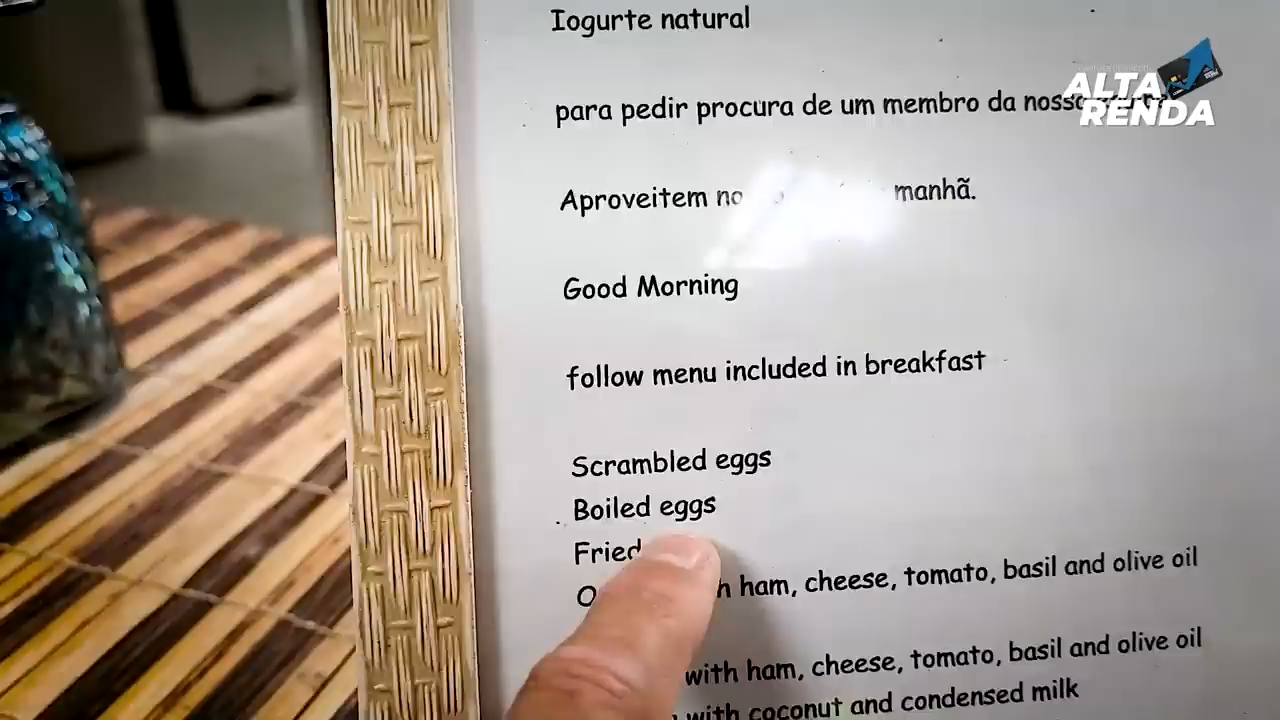 Iogurte natural
para pedir procura de um membro da nossa
ALTA
RENDA
Aproveitem manhã.
Good Morning
follow menu included in breakfast
Scrambled eggs
Boiled eggs
Fried
ham, cheese, tomato, basil and olive oil
with ham, cheese, tomato, basil and olive oil
with coconut and condensed milk